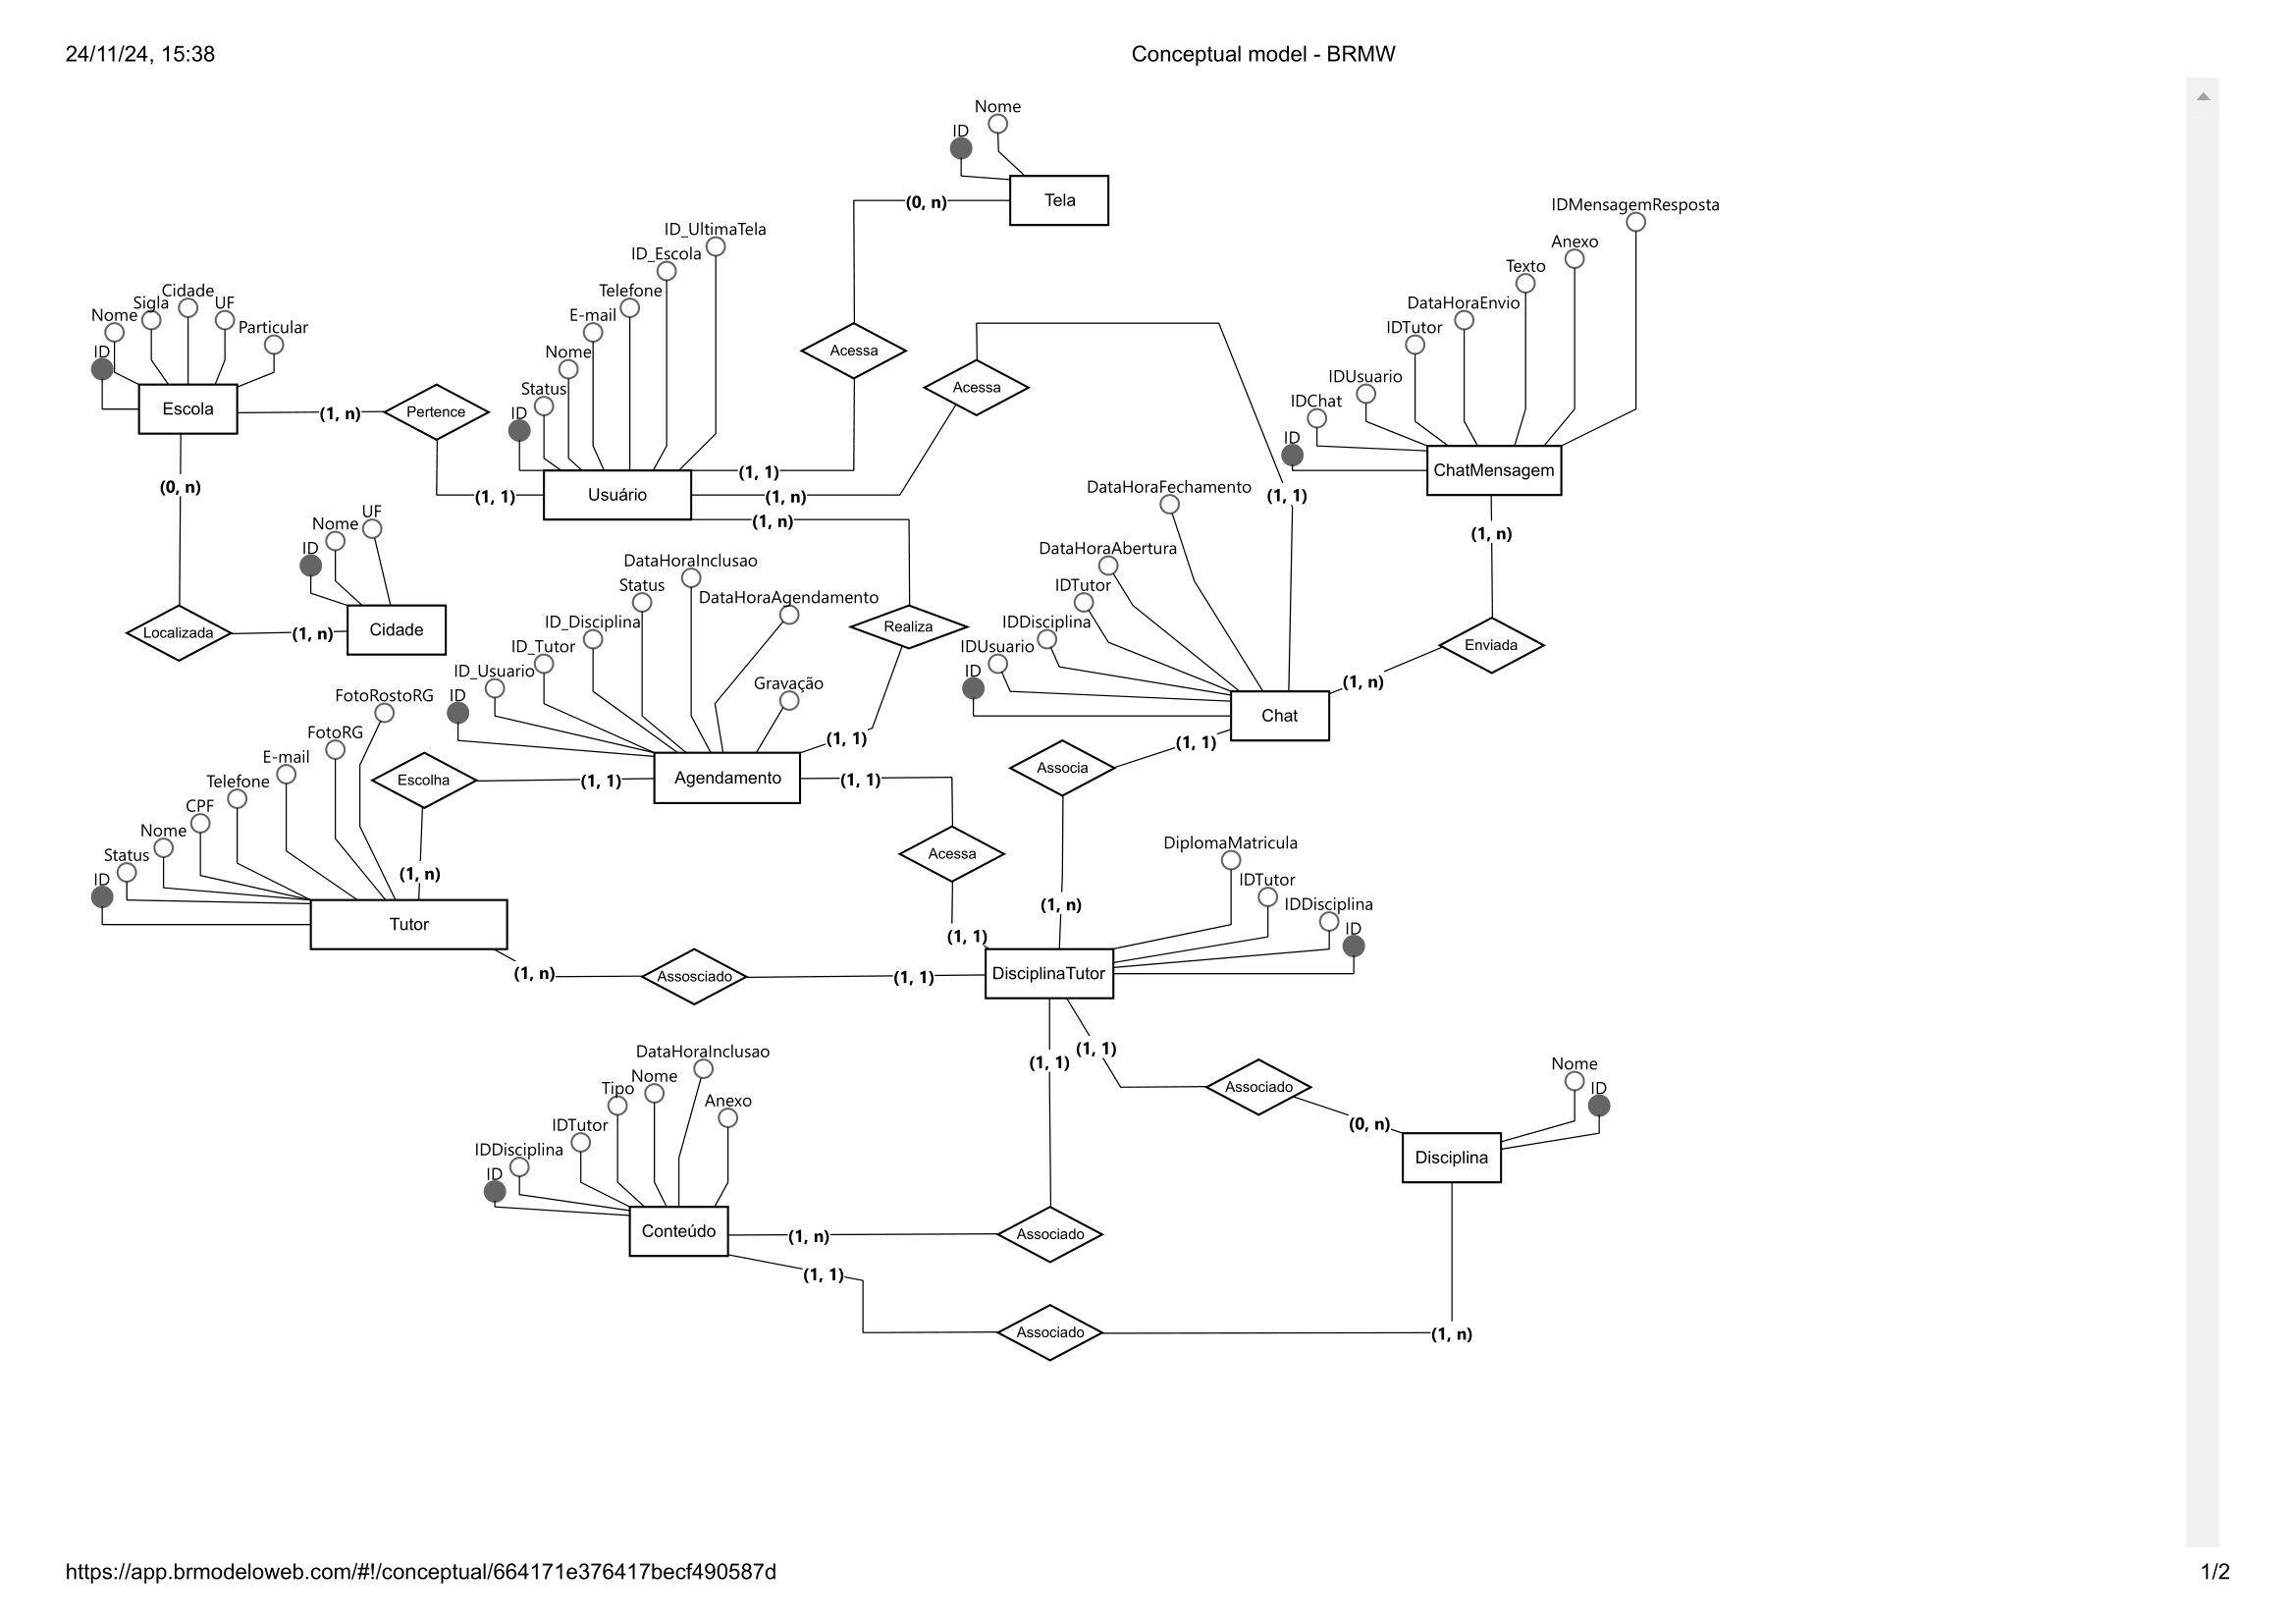 24/11/24, 15:38
Conceptual model - BRMW
Nome
ID
Tela
(0, n)
IDMensagemResposta
Anexo
Texto
DataHoraEnvio
IDTutor
IDUsuario
IDChat
ID
ChatMensagem
ID_UltimaTela
ID_Escola
Telefone
E-mail
Nome
Status
ID
Usuário
Cidade
Sigla
UF
Nome
Particular
ID
Escola
(1, n)
Pertence
(1, 1)
Acessa
(1, 1)
Acessa
(1, n)
(1, 1)
(1, n)
(0, n)
UF
Nome
ID
Cidade
Localizada
(1, n)
DataHoraInclusao
Status
DataHoraAgendamento
ID_Disciplina
ID_Tutor
ID_Usuario
ID
Gravação
Agendamento
Realiza
(1, 1)
DataHoraFechamento
DataHoraAbertura
IDTutor
IDDisciplina
IDUsuario
ID
Chat
(1, n)
Enviada
(1, n)
FotoRostoRG
FotoRG
E-mail
Telefone
CPF
Nome
Status
ID
Tutor
Escolha
(1, 1)
(1, n)
(1, 1)
Acessa
(1, 1)
Associa
(1, 1)
(1, n)
DiplomaMatricula
IDTutor
IDDisciplina
ID
DisciplinaTutor
(1, n)
Assosciado
(1, 1)
(1, 1)
(1, 1)
Associado
(0, n)
Nome
ID
Disciplina
DataHoraInclusao
Nome
Tipo
Anexo
IDTutor
IDDisciplina
ID
Conteúdo
(1, n)
Associado
(1, 1)
Associado
(1, n)
https://app.brmodeloweb.com/#!/conceptual/664171e376417becf490587d
1/2